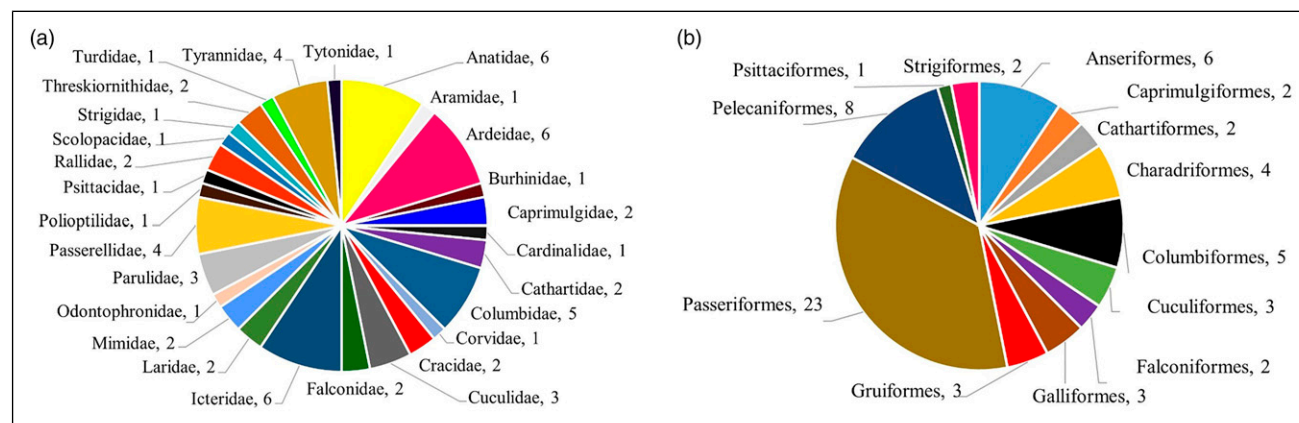 (a)
Turdidae, 1
Tyrannidae, 4
Tytonidae, 1
Anatidae, 6
Threskiornithidae, 2
Aramidae, 1
Strigidae, 1
Ardeidae, 6
Scolopacidae, 1
Rallidae, 2
Burhinidae, 1
Psittacidae, 1
Caprimulgidae, 2
Polioptilidae, 1
Cardinalidae, 1
Passerellidae, 4
Cathartidae, 2
Parulidae, 3
Columbidae, 5
Odontophronidae, 1
Corvidae, 1
Mimidae, 2
Cracidae, 2
Laridae, 2
Cuculidae, 3
Icteridae, 6
Falconidae, 2
(b)
Psittaciformes, 1
Strigiformes, 2
Anseriformes, 6
Pelecaniformes, 8
Caprimulgiformes, 2
Cathartiformes, 2
Charadriformes, 4
Columbiformes, 5
Passeriformes, 23
Cuculiformes, 3
Falconiformes, 2
Gruiformes, 3
Galliformes, 3